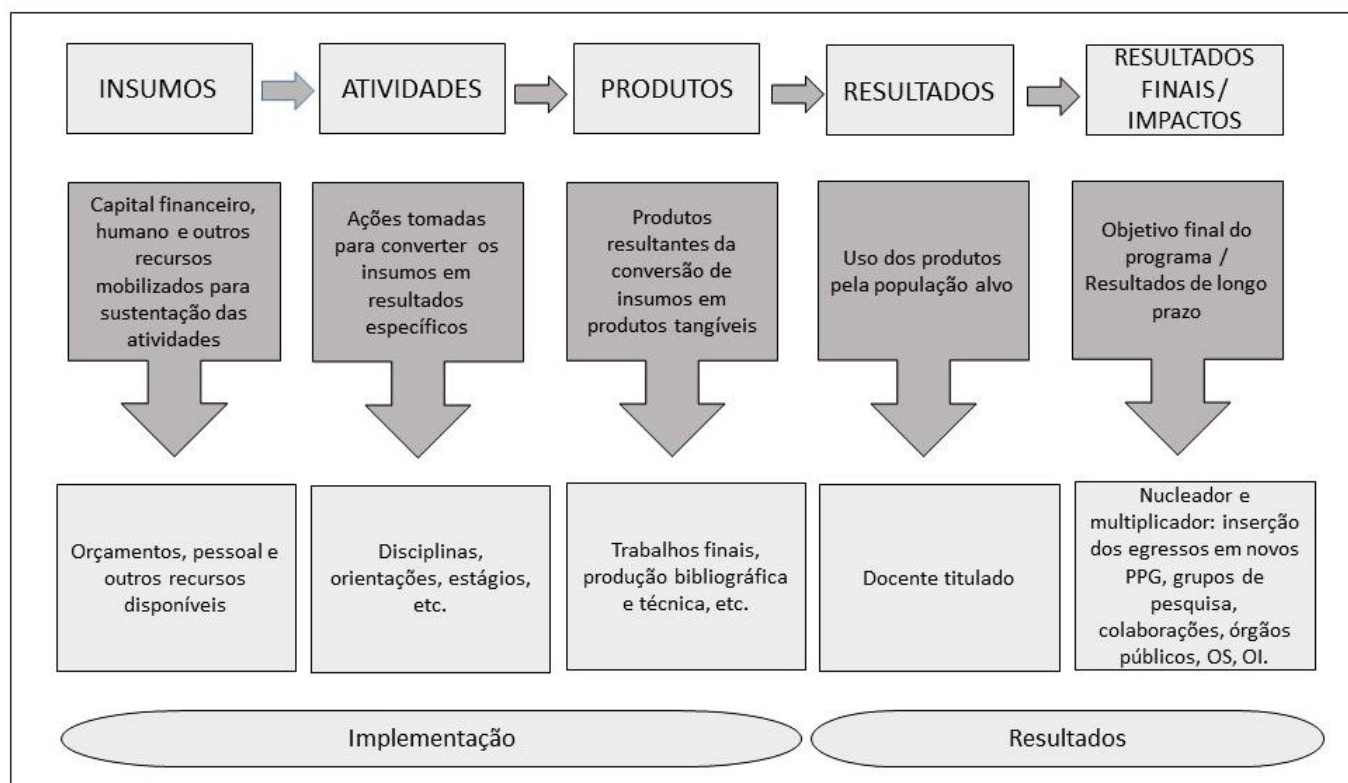 INSUMOS
ATIVIDADES
PRODUTOS
RESULTADOS
RESULTADOS
FINAIS/
IMPACTOS
Capital financeiro,
humano e outros
recursos
mobilizados para
sustentação das
atividades
Ações tomadas
para converter os
insumos em
resultados
específicos
Produtos
resultantes da
conversão de
insumos em
produtos tangíveis
Uso dos produtos
pela população alvo
Objetivo final do
programa /
Resultados de longo
prazo
Orçamentos, pessoal e
outros recursos
disponíveis
Disciplinas,
orientações, estágios,
etc.
Trabalhos finais,
produção bibliográfica
e técnica, etc.
Docente titulado
Nucleador e
multiplicador: inserção
dos egressos em novos
PPG, grupos de
pesquisa,
colaborações, órgãos
públicos, OS, OI.
Implementação
Resultados